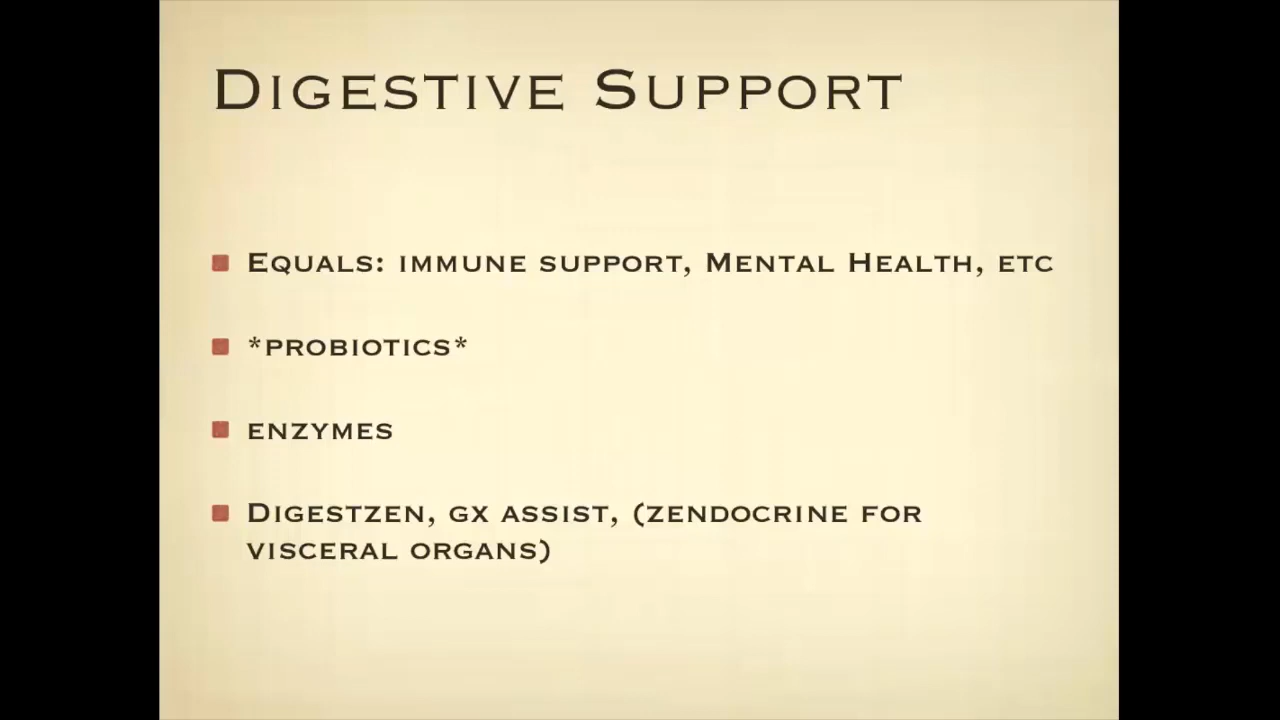 Digestive Support
Equals: immune support, Mental Health, etc
*probiotics*
enzymes
Digestzen, gx assist, (zendocrine for
visceral organs)